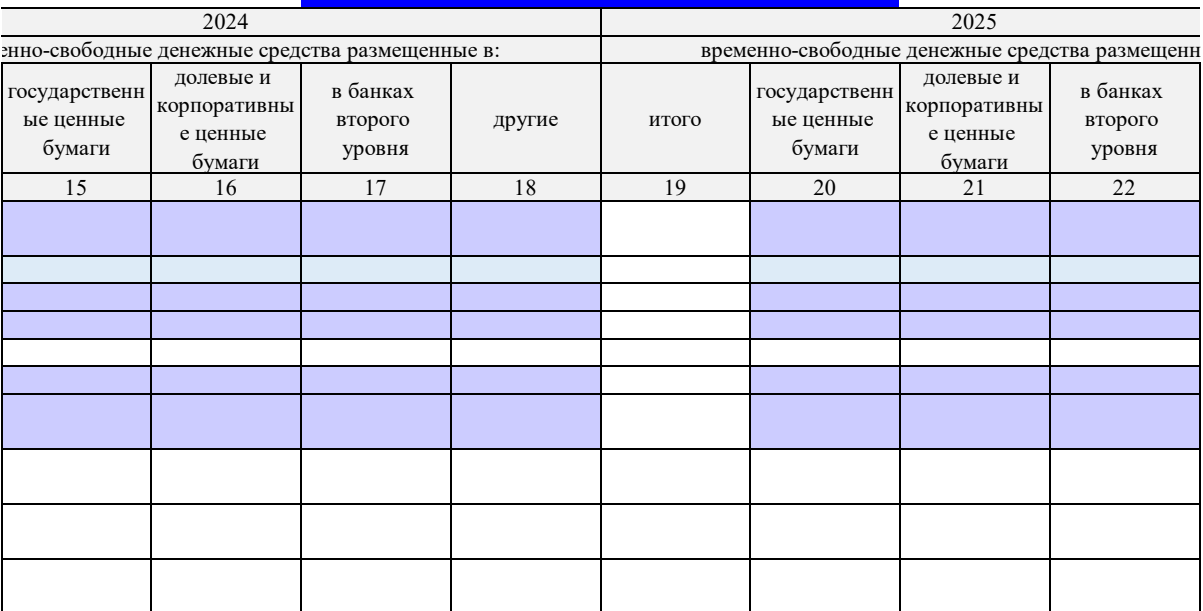 2024 2025
енно-свободные денежные средства размещенные в: временно-свободные денежные средства размещенн
государственн
ые ценные
бумаги
долевые и
корпоративны
е ценные
бумаги
в банках
второго
уровня
другие
итого
государственн
ые ценные
бумаги
долевые и
корпоративны
е ценные
бумаги
в банках
второго
уровня
15 16 17 18 19 20 21 22